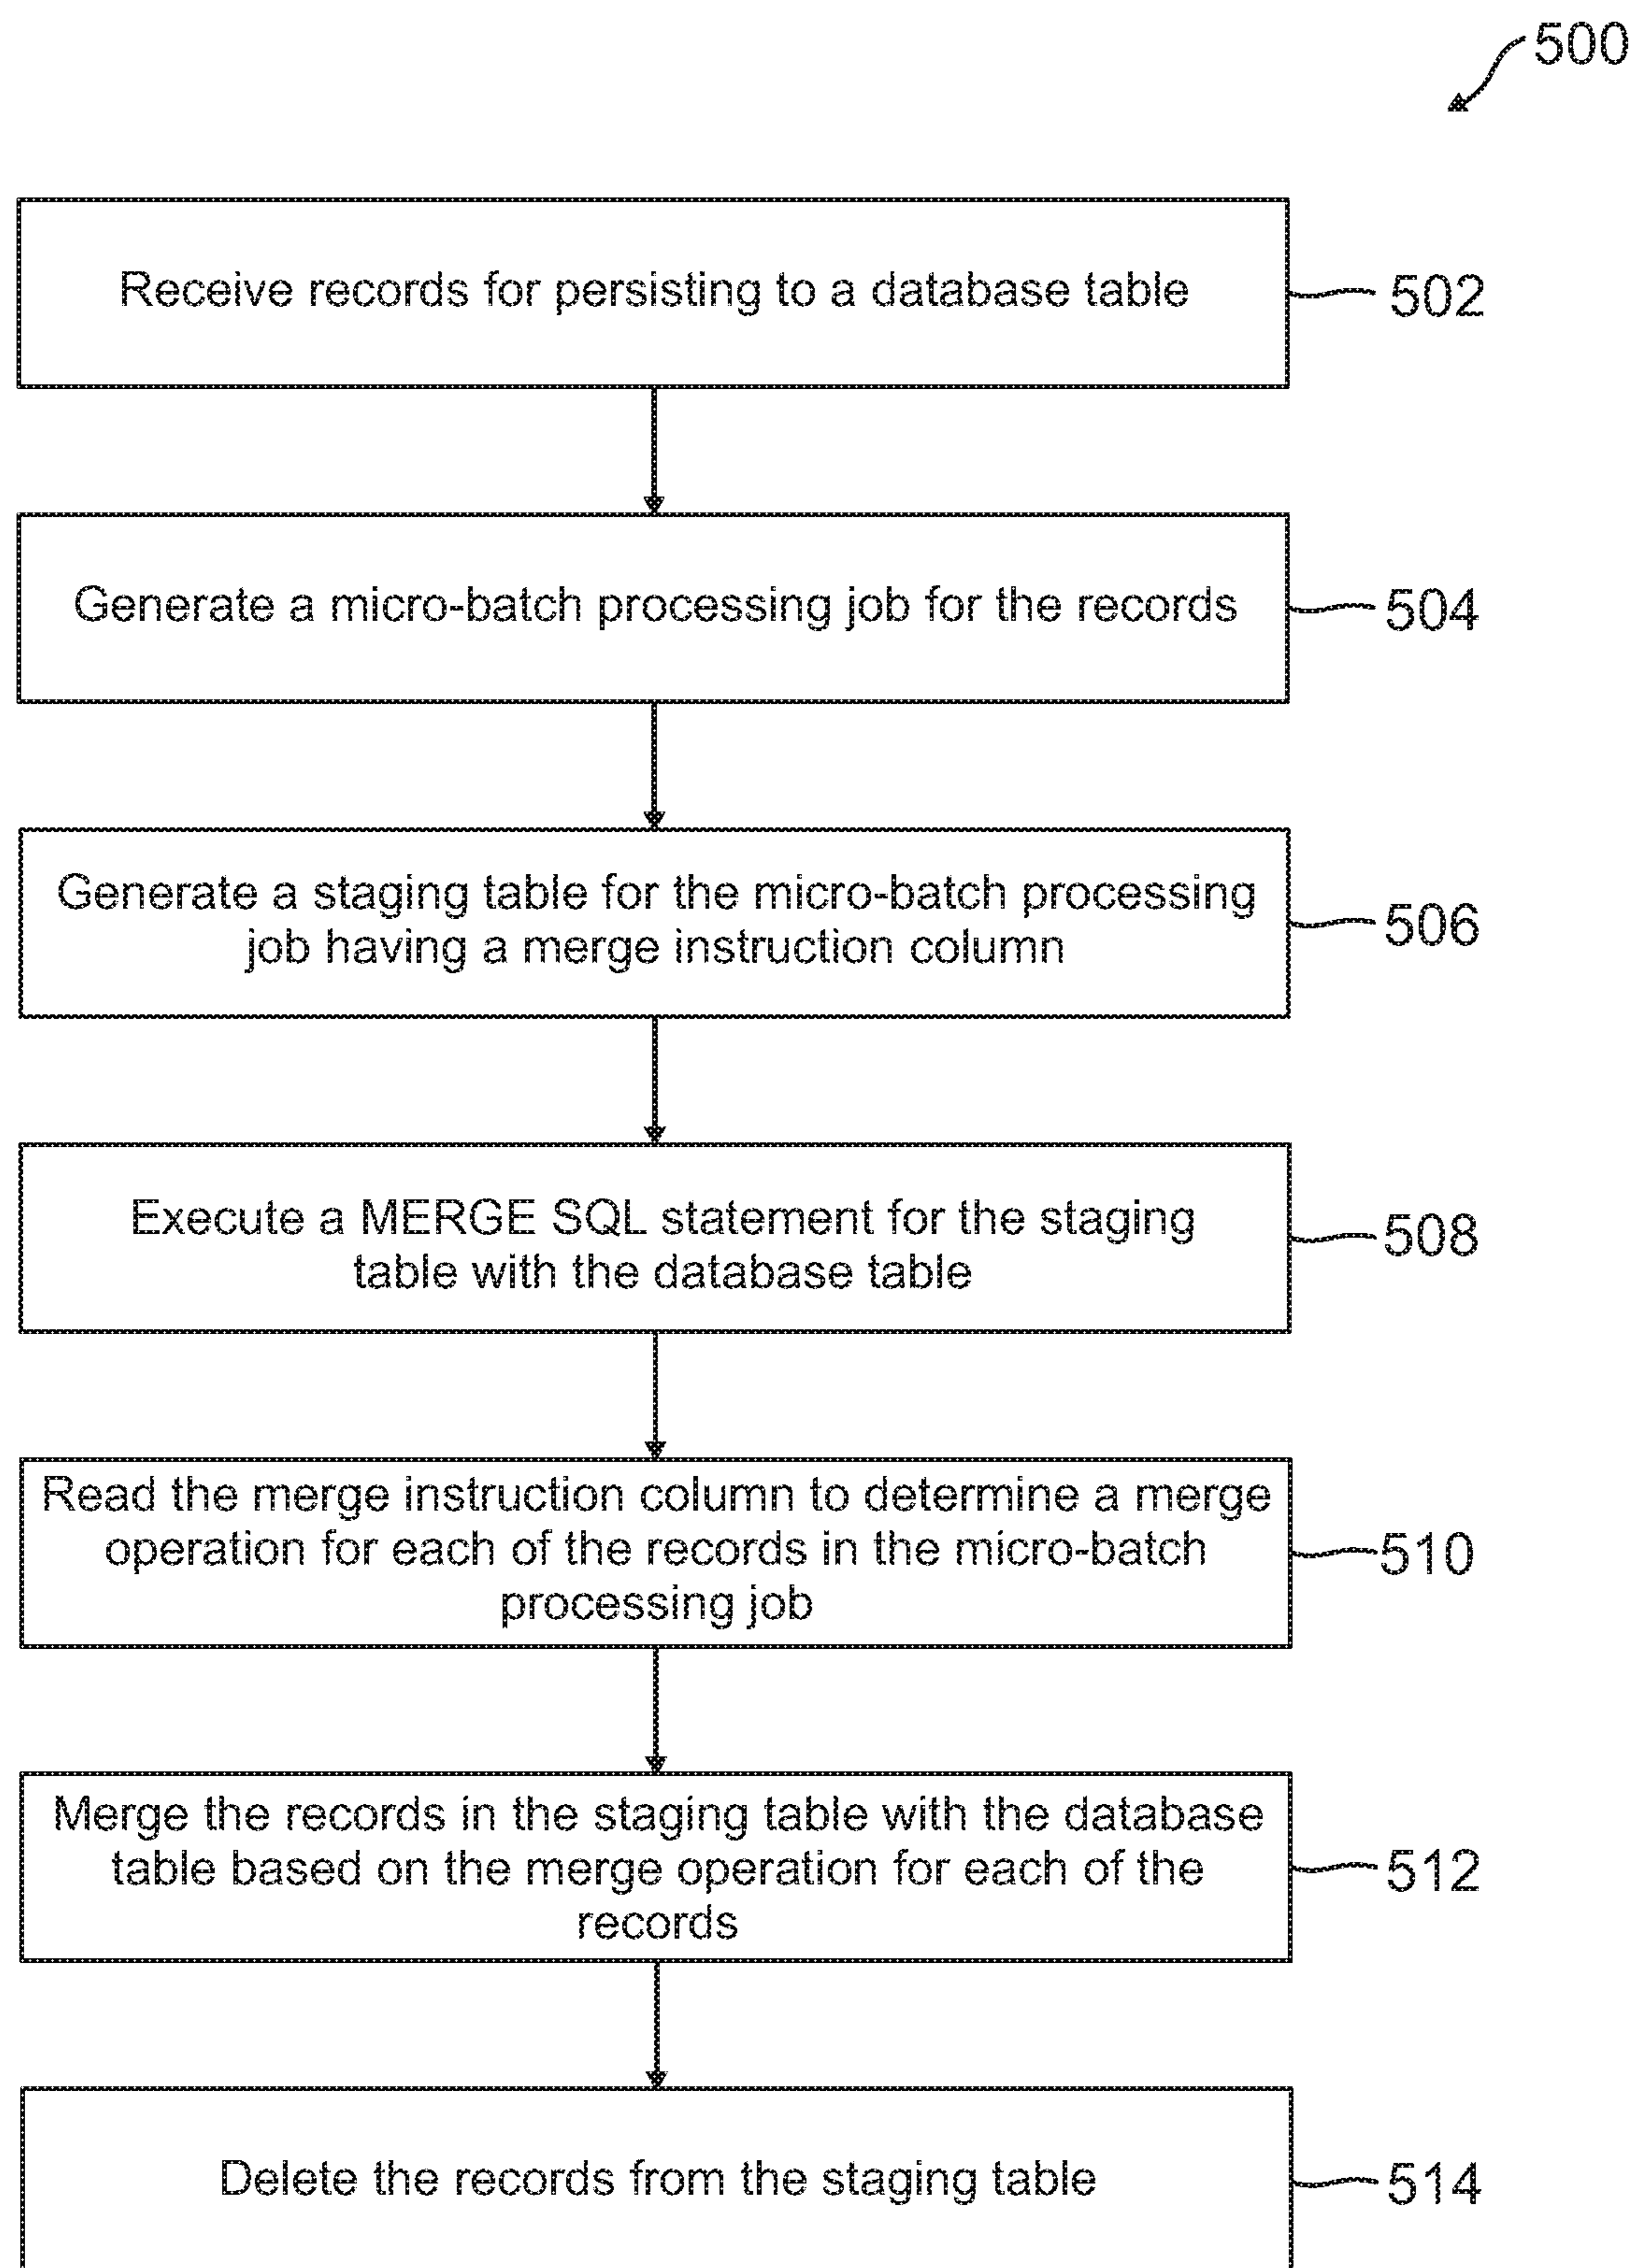 500
Receive records for persisting to a database table
502
Generate a micro-batch processing job for the records
504
Generate a staging table for the micro-batch processing
job having a merge instruction column
506
Execute a MERGE SQL statement for the staging
table with the database table
508
Read the merge instruction column to determine a merge
operation for each of the records in the micro-batch
processing job
510
Merge the records in the staging table with the database
table based on the merge operation for each of the
records
512
Delete the records from the staging table
514